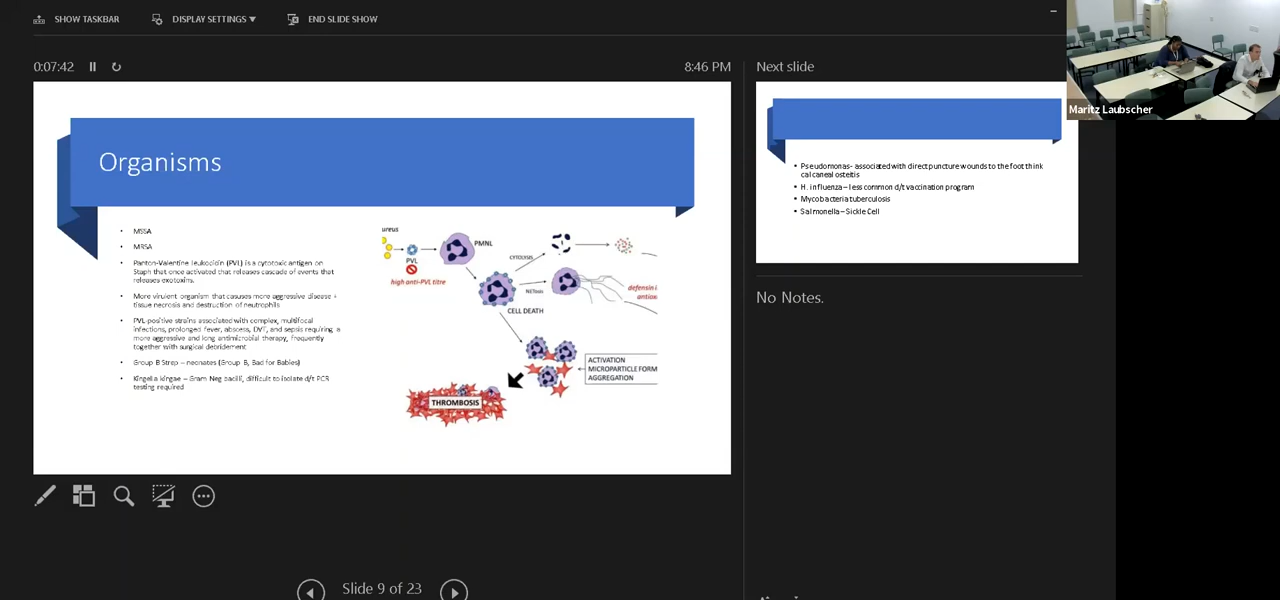 SHOW TASKBAR
DISPLAY SETTINGS ▼
END SLIDE SHOW
0:07:42
8:46 PM
Organisms
• MSSA
• MRSA
• Panton-Valentine leukocidin (PVL) is a cytotoxic antigen on
Staph that once activated that releases cascade of events that
releases exotoxins.
• More virulent organism that casuses more aggressive disease +
tissue necrosis and destruction of neutrophils
• PVL-positive strains associated with complex, multifocal
infections, prolonged fever, abscess, DVT, and sepsis requiring a
more aggressive and long antimicrobial therapy, frequently
together with surgical debridement.
• Group B Strep – neonates (Group B, Bad for Babies)
• Kingella kingae – Gram Neg bacilli, difficult to isolate d/t PCR
testing required
ureus
PVL
high anti-PVL titre
PMNL
CYTOLYSIS
NETosis
CELL DEATH
defensin
antiox
ACTIVATION
MICROPARTICLE FORM
AGGREGATION
THROMBOSIS
Slide 9 of 23
Next slide
• Pseudomonas- associated with direct puncture wounds to the foot think
calcaneal osteitis
• H. influenza – less common d/t vaccination program
• Mycobacteria tuberculosis
• Salmonella – Sickle Cell
No Notes.
Maritz Laubscher